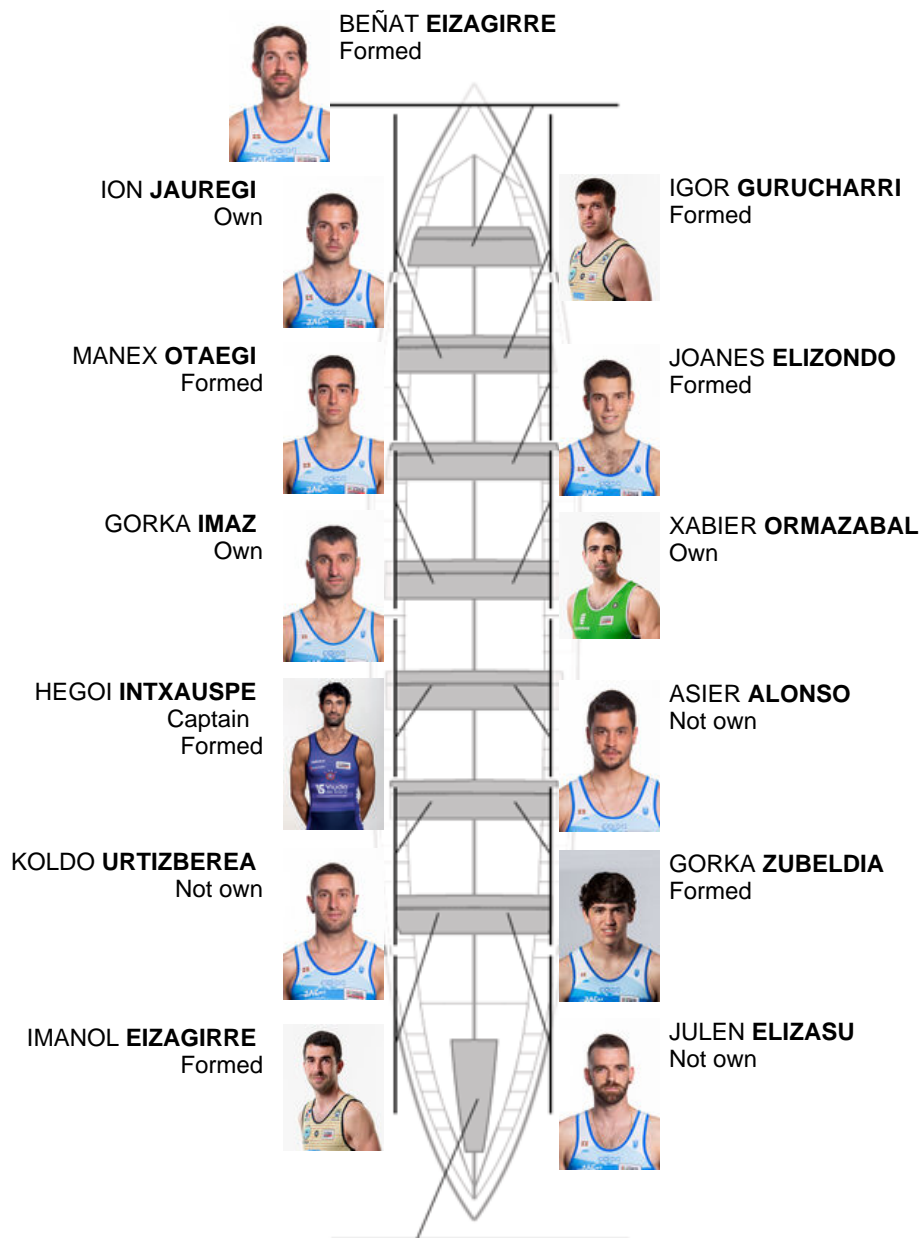 BEÑAT EIZAGIRRE
Formed
ION JAUREGI
Own
IGOR GURUCHARRI
Formed
MANEX OTAEGI
Formed
JOANES ELIZONDO
Formed
GORKA IMAZ
Own
XABIER ORMAZABAL
Own
HEGOI INTXAUSPE
Captain
Formed
ASIER ALONSO
Not own
KOLDO URTIZBEREA
Not own
GORKA ZUBELDIA
Formed
IMANOL EIZAGIRRE
Formed
JULEN ELIZASU
Not own